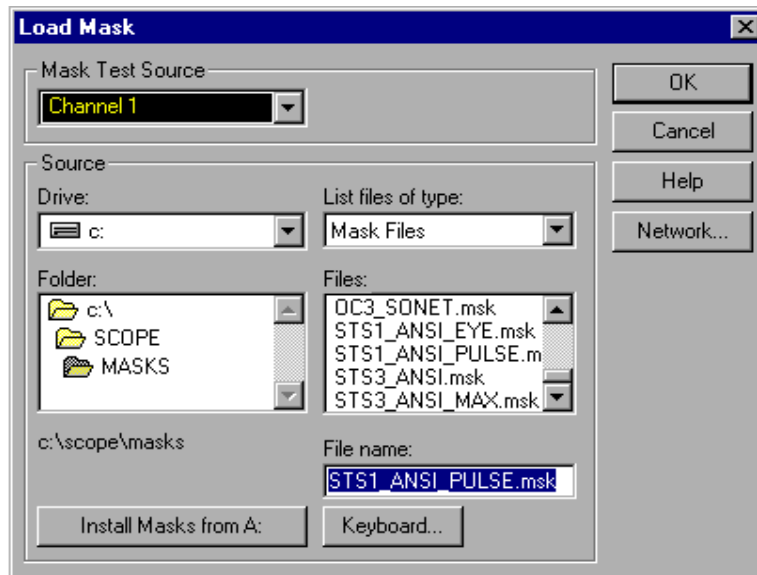 Load Mask
Mask Test Source
Channel 1
OK
Cancel
Help
Network...
Source
Drive:
c:
List files of type:
Mask Files
Folder:
c:\
SCOPE
MASKS
Files:
OC3_SONET.msk
STS1_ANSI_EYE.msk
STS1_ANSI_PULSE.m
STS3_ANSI.msk
STS3_ANSI_MAX.msk
c:\scope\masks
File name:
STS1_ANSI_PULSE.msk
Install Masks from A:
Keyboard...